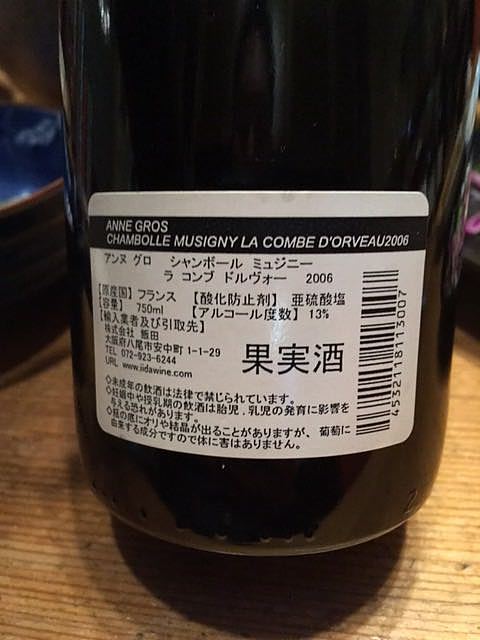 ANNE GROS
CHAMBOLLE MUSIGNY LA COMBE D'ORVEAU2006
アンヌ グロ シャンボール ミュジニー
ラ コンブ ドルヴォー 2006
【原産国】フランス 【酸化防止剤】 亜硫酸塩
【容量】 750ml 【アルコール度数】 13%
【輸入業者及び引取先】
株式会社 飯田
大阪府八尾市安中町 1-1-29
TEL 072-923-6244
URL www.iidawine.com
果実酒
◇未成年の飲酒は法律で禁じられています。
◇妊娠中や授乳期の飲酒は胎児、乳児の発育に影響を
与える恐れがあります。
◇瓶の底にオリや結晶が出ることがありますが、葡萄に
由来する成分ですので体に害はありません。
4532118113007